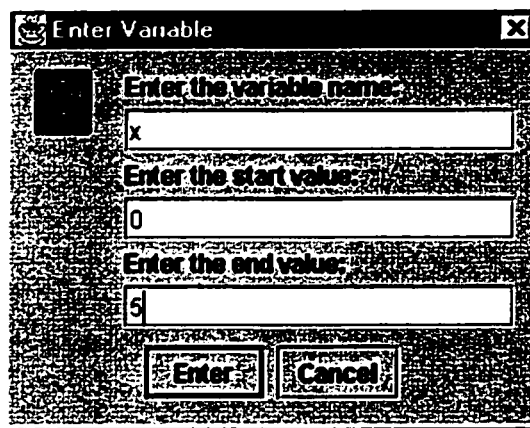 Enter Variable
Enter the variable name:
x
Enter the start value:
0
Enter the end value:
5
Enter Cancel